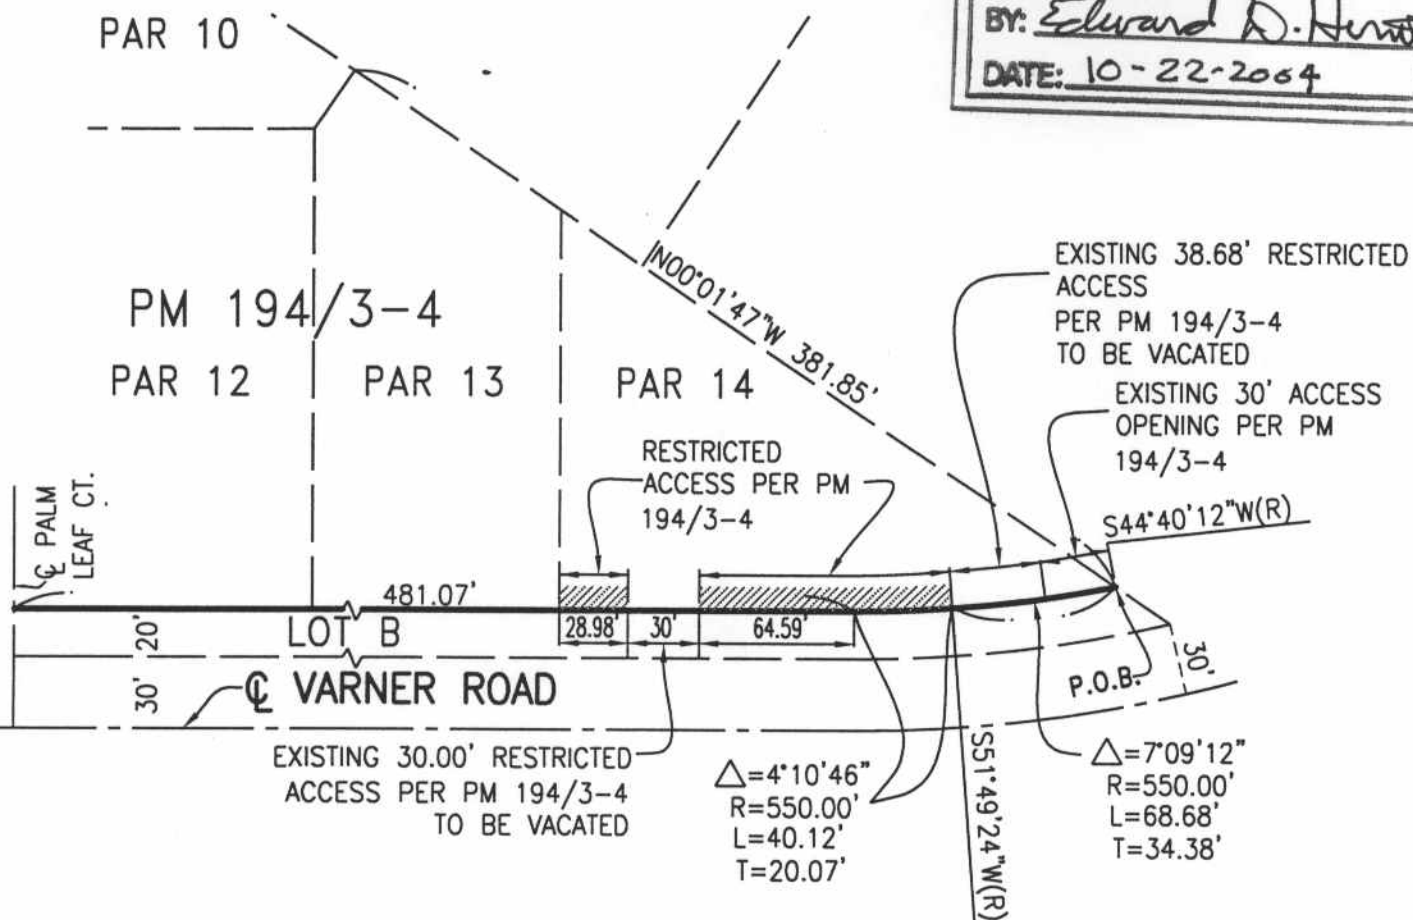 PAR 10
BY: Edward D.
DATE: 10-22-2004
N00°01'47"W 381.85'
EXISTING 38.68' RESTRICTED
ACCESS
PER PM 194/3-4
TO BE VACATED
PM 194/3-4
PAR 12
PAR 13
PAR 14
EXISTING 30' ACCESS
OPENING PER PM
194/3-4
RESTRICTED
ACCESS PER PM
194/3-4
S44°40'12"W(R)
℄ PALM
LEAF CT.
481.07'
LOT B
28.98'
30'
64.59'
20'
30'
℄ VARNER ROAD
P.O.B.
30'
EXISTING 30.00' RESTRICTED
ACCESS PER PM 194/3-4
TO BE VACATED
△=4°10'46"
R=550.00'
L=40.12'
T=20.07'
S51°49'24"W(R)
△=7°09'12"
R=550.00'
L=68.68'
T=34.38'